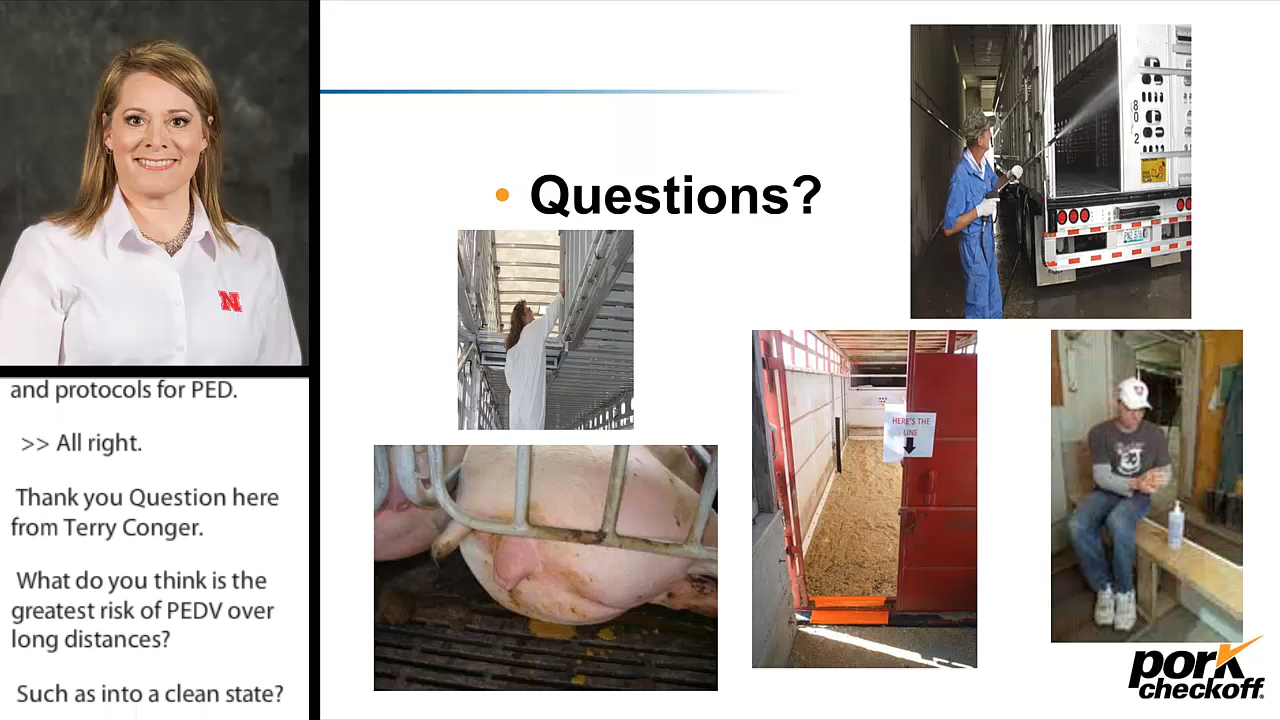 N
and protocols for PED.
>> All right.
Thank you Question here
from Terry Conger.
What do you think is the
greatest risk of PEDV over
long distances?
Such as into a clean state?
• Questions?
802
HERE'S THE
LINE
pork
checkoff®